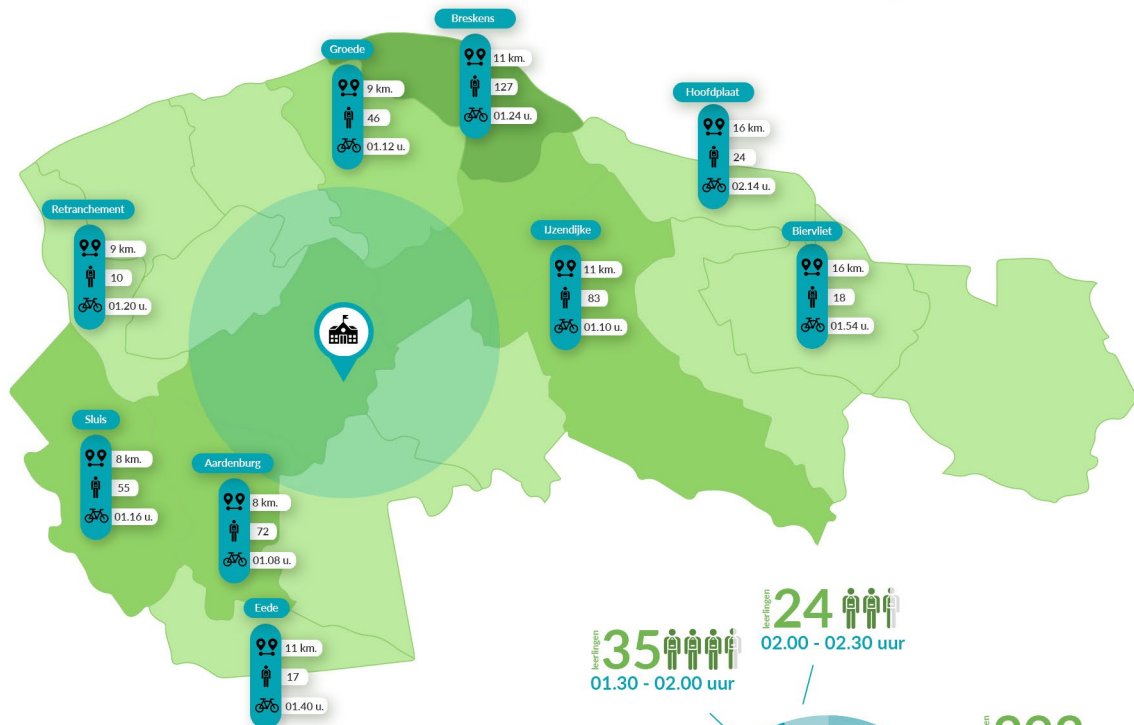 Breskens
11 km.
127
01.24 u.
Groede
9 km.
46
01.12 u.
Hoofdplaat
16 km.
24
02.14 u.
Retranchement
9 km.
10
01.20 u.
IJzendijke
11 km.
83
01.10 u.
Biervliet
16 km.
18
01.54 u.
Sluis
8 km.
55
01.16 u.
Aardenburg
8 km.
72
01.08 u.
Eede
11 km.
17
01.40 u.
leerlingen
24
02.00 - 02.30 uur
leerlingen
35
01.30 - 02.00 uur